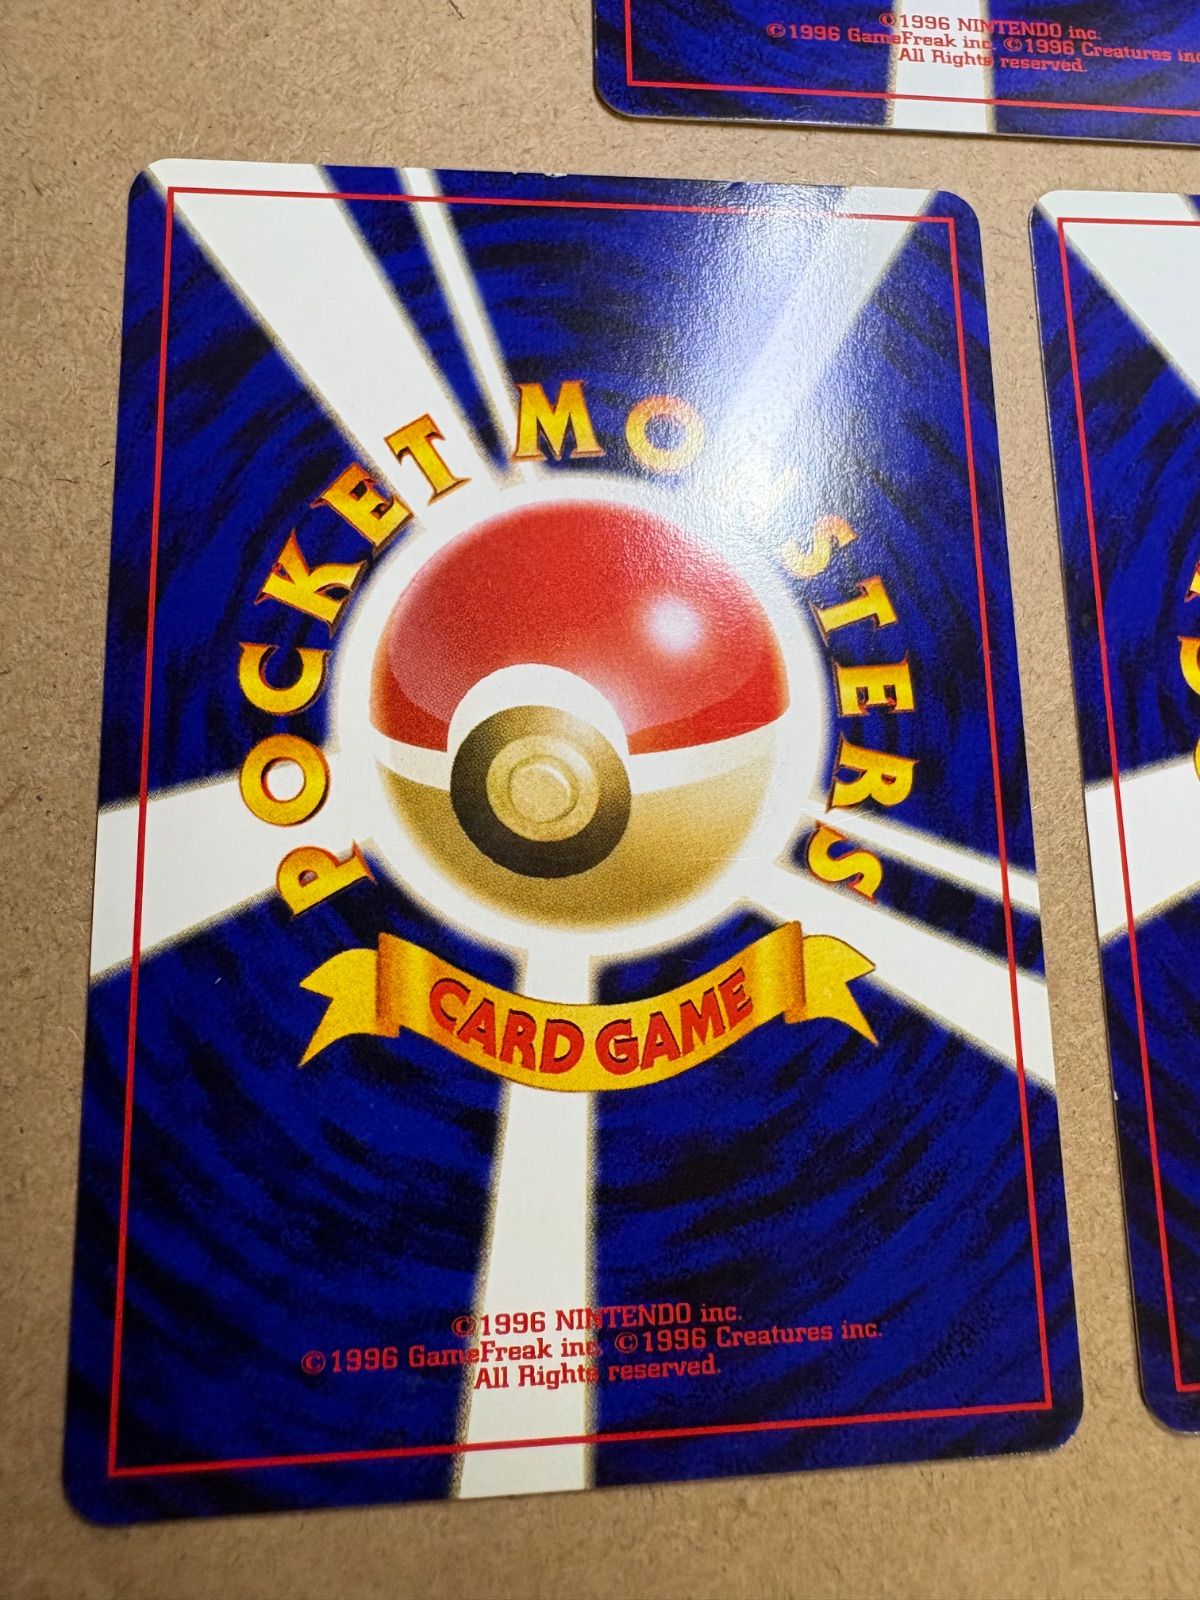 ©1996 NINTENDO inc.
©1996 GameFreak inc. ©1996 Creatures inc
All Rights reserved.
POCKET MONSTERS
CARD GAME
©1996 NINTENDO inc.
©1996 GameFreak inc. ©1996 Creatures inc.
All Rights reserved.